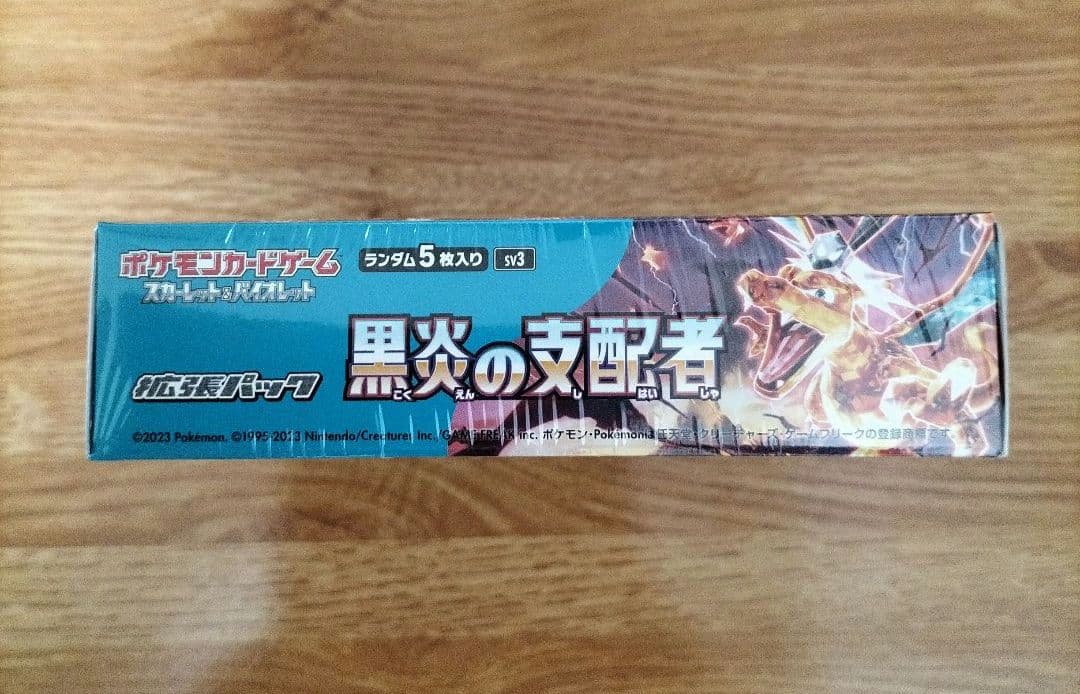 ポケモンカードゲーム
スカーレット&バイオレット
ランダム5枚入り SV3
黒炎の支配者
こく えん し はい しゃ
拡張パック
©2023 Pokémon. ©1995-2023 Nintendo/Creatures Inc./GAME FREAK inc. ポケモン・Pokémonは任天堂・クリーチャーズ・ゲームフリークの登録商標です。